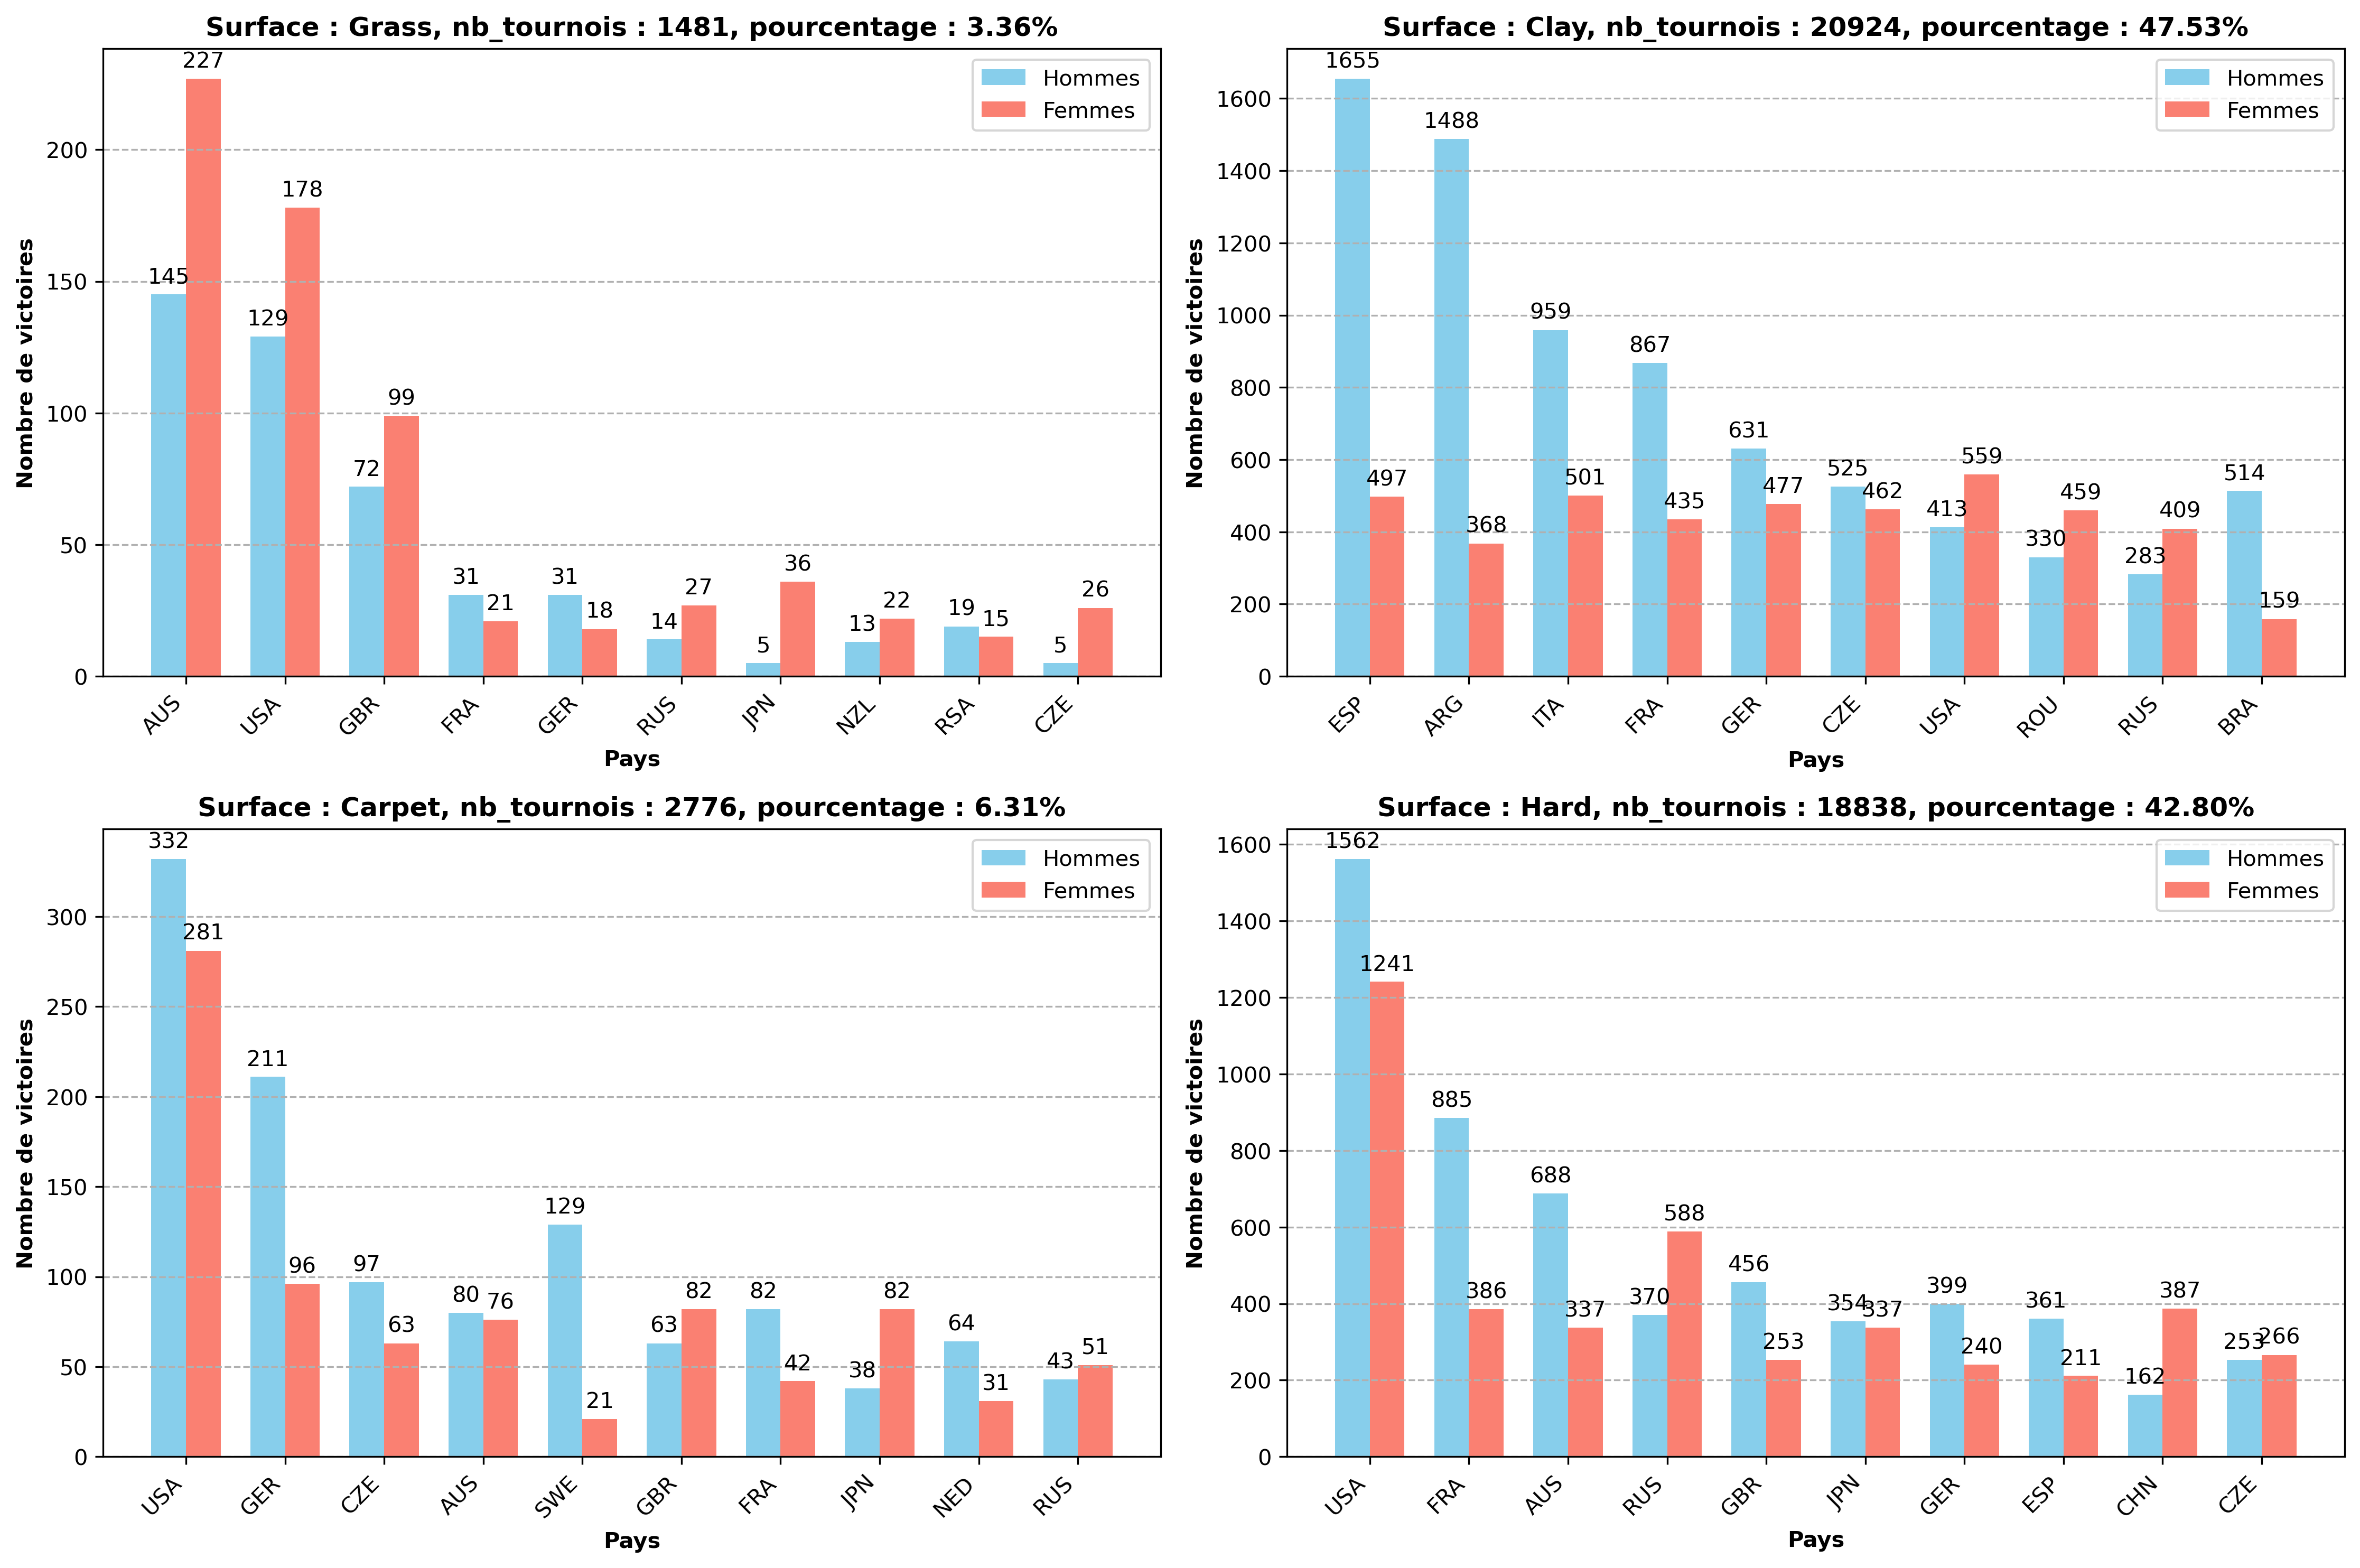 Surface : Grass, nb_tournois : 1481, pourcentage : 3.36%
Nombre de victoires
200
150
100
50
0
227
145
178
129
99
72
31
21
31
18
14
27
5
36
13
22
19
15
5
26
Hommes
Femmes
AUS
USA
GBR
FRA
GER
RUS
JPN
NZL
RSA
CZE
Pays
Surface : Clay, nb_tournois : 20924, pourcentage : 47.53%
Nombre de victoires
1600
1400
1200
1000
800
600
400
200
0
1655
497
1488
368
959
501
867
435
631
477
525
462
413
559
330
459
283
409
514
159
Hommes
Femmes
ESP
ARG
ITA
FRA
GER
CZE
USA
ROU
RUS
BRA
Pays
Surface : Carpet, nb_tournois : 2776, pourcentage : 6.31%
Nombre de victoires
300
250
200
150
100
50
0
332
281
211
96
97
63
80
76
129
21
63
82
82
42
38
82
64
31
43
51
Hommes
Femmes
USA
GER
CZE
AUS
SWE
GBR
FRA
JPN
NED
RUS
Pays
Surface : Hard, nb_tournois : 18838, pourcentage : 42.80%
Nombre de victoires
1600
1400
1200
1000
800
600
400
200
0
1562
1241
885
386
688
337
370
588
456
253
354
337
399
240
361
211
162
387
253
266
Hommes
Femmes
USA
FRA
AUS
RUS
GBR
JPN
GER
ESP
CHN
CZE
Pays